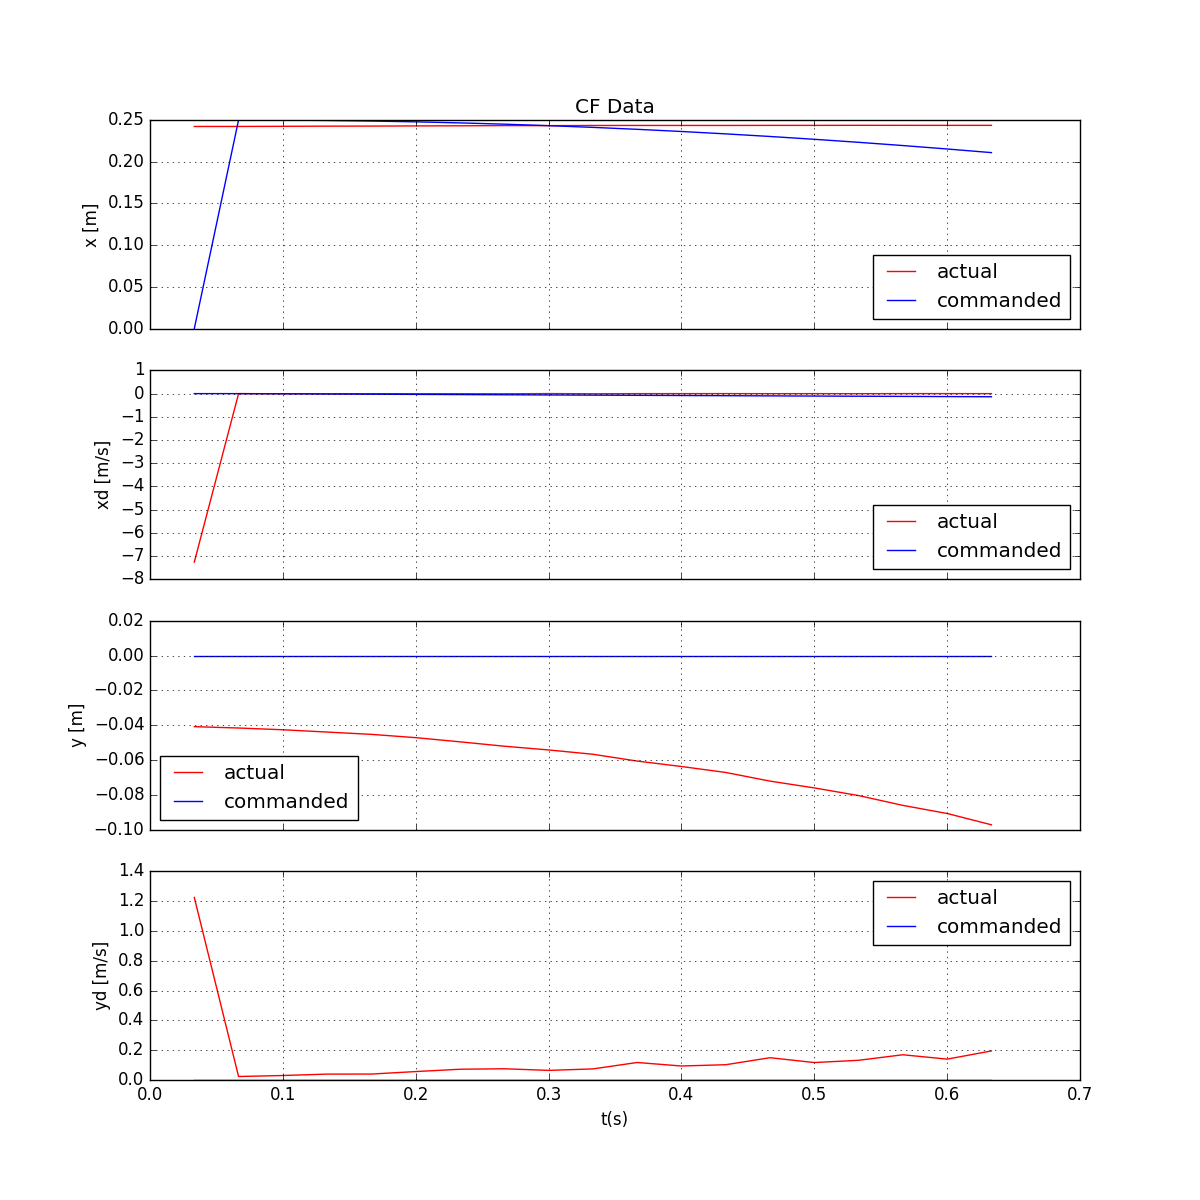 CF Data
0.25
0.20
0.15
0.10
0.05
0.00
x [m]
actual
commanded
1
0
−1
−2
−3
−4
−5
−6
−7
−8
xd [m/s]
actual
commanded
0.02
0.00
−0.02
−0.04
−0.06
−0.08
−0.10
y [m]
actual
commanded
1.4
1.2
1.0
0.8
0.6
0.4
0.2
0.0
yd [m/s]
actual
commanded
0.0 0.1 0.2 0.3 0.4 0.5 0.6 0.7
t(s)